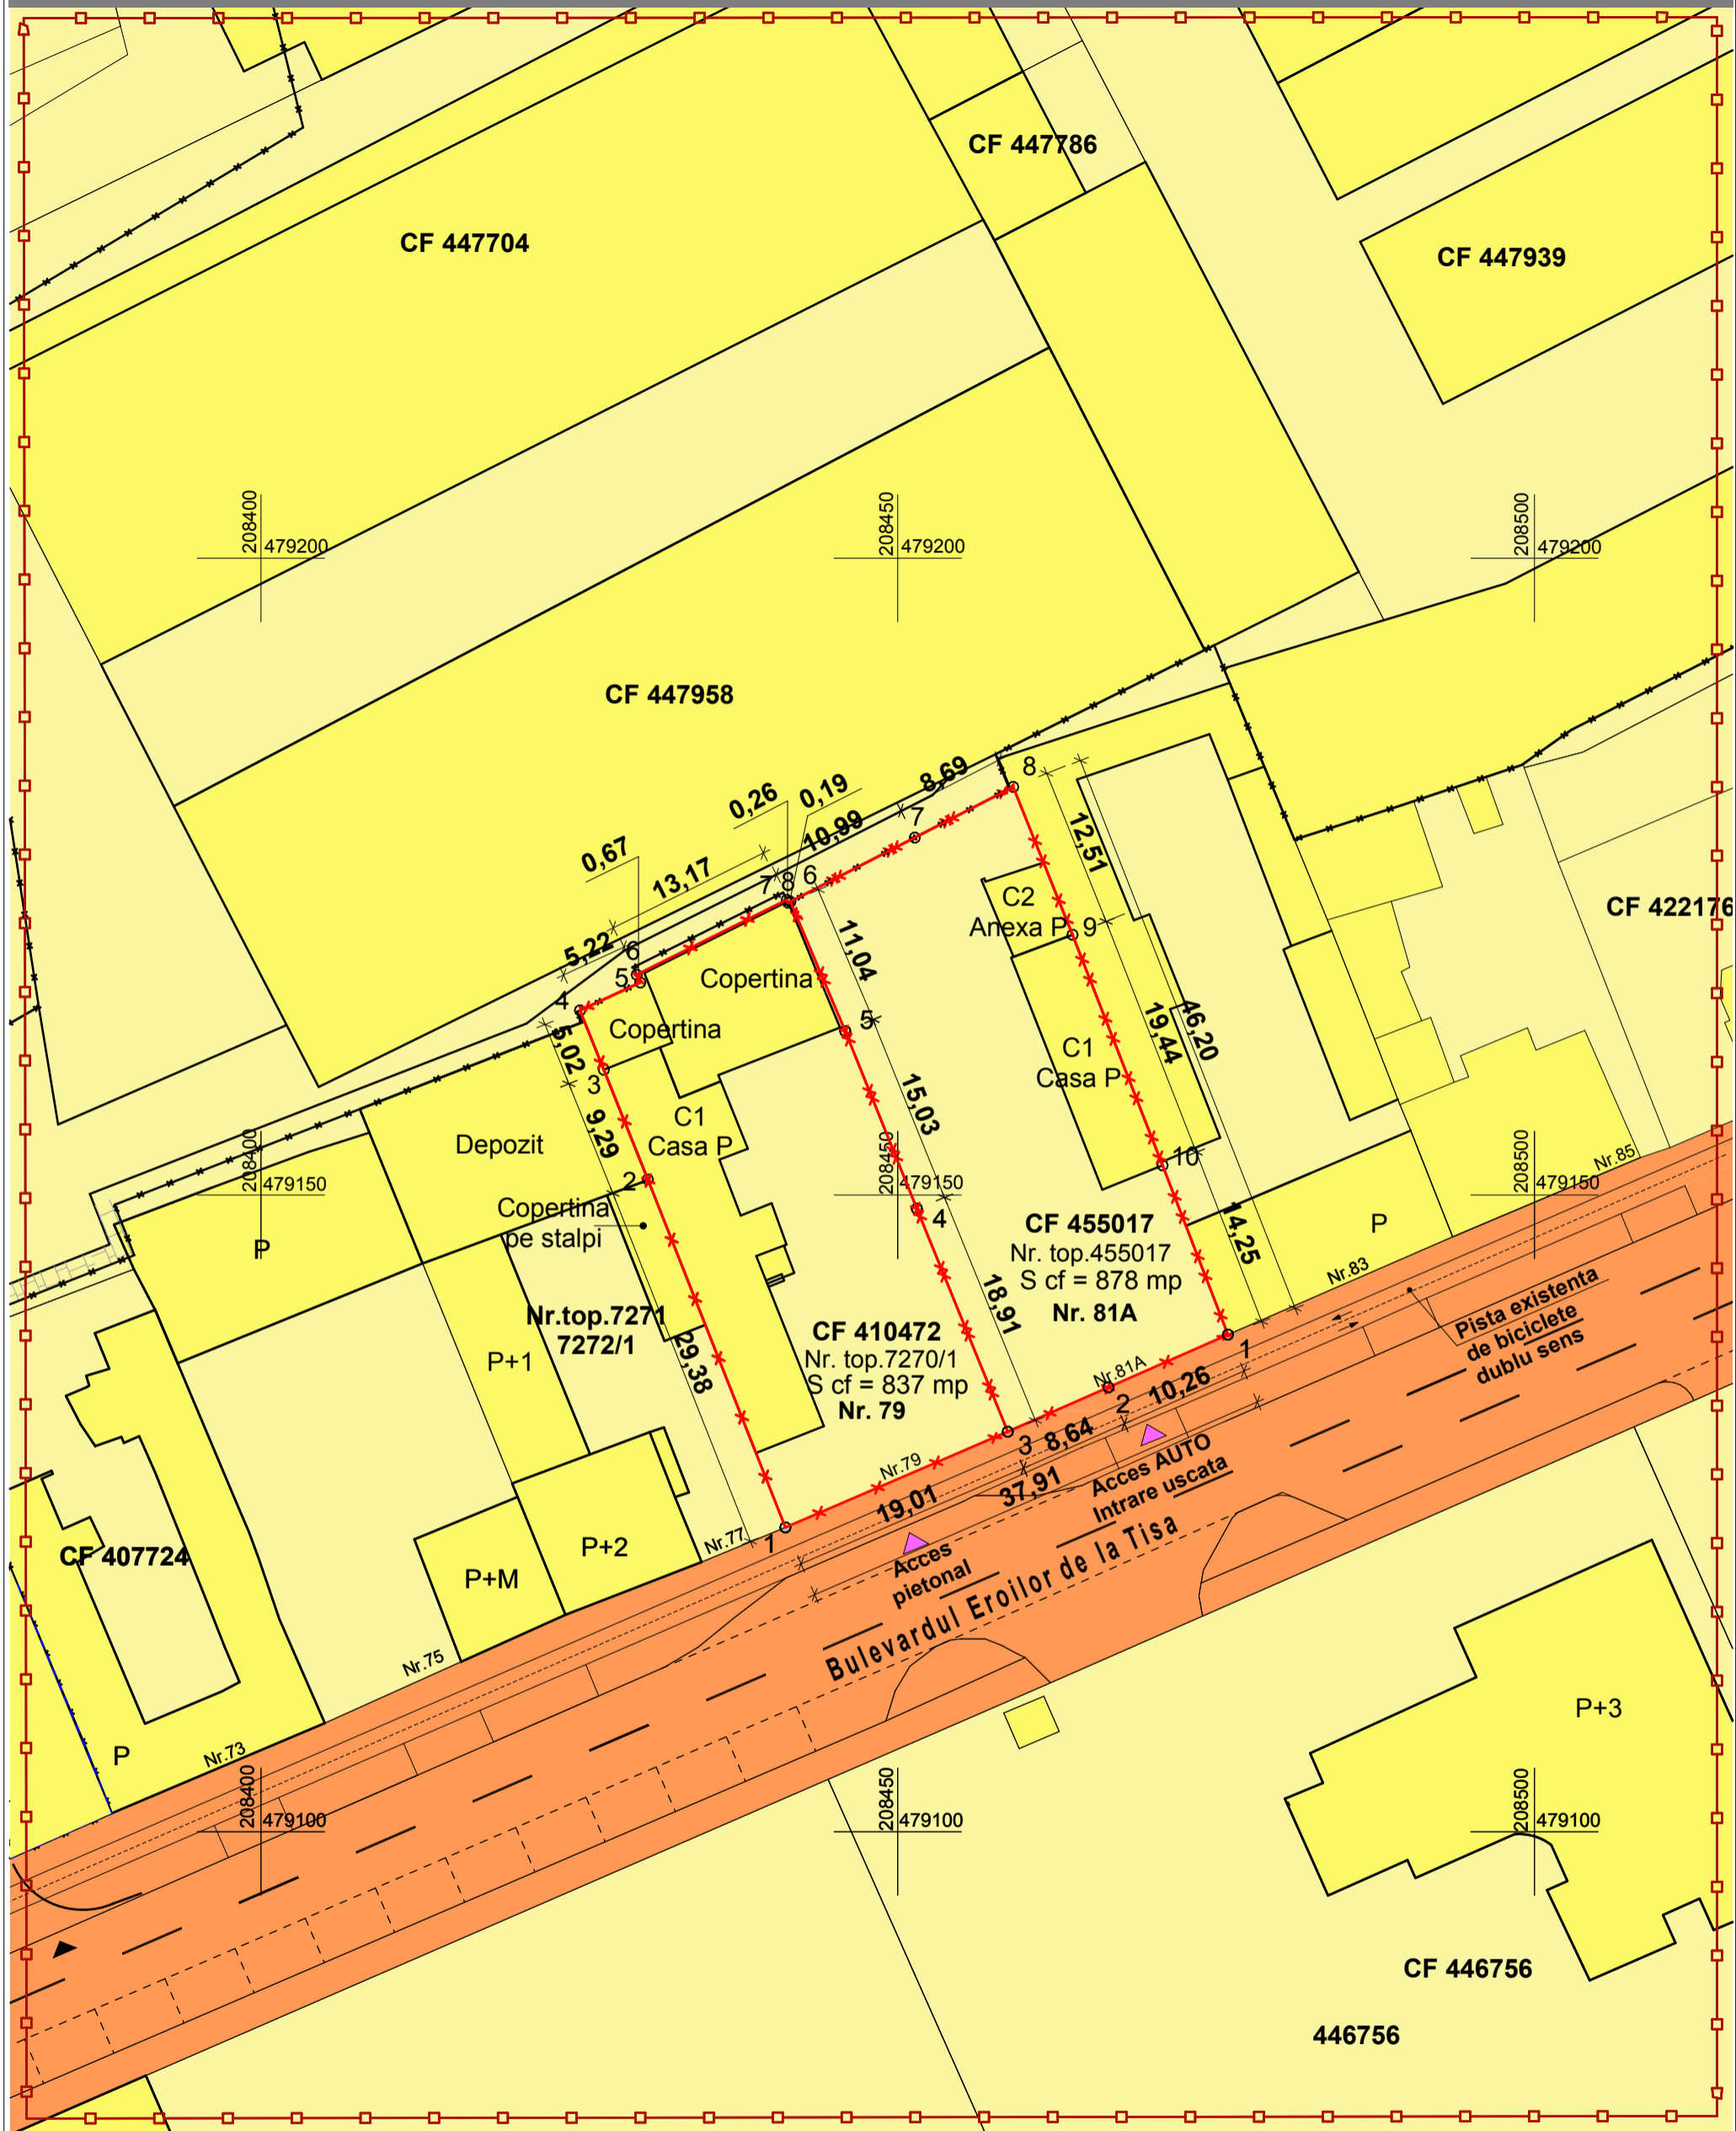 CF 447786
CF 447704
CF 447939
208400
479200
208450
479200
208500
479200
CF 447958
8
8,69
0,26
0,19
7
10,99
12,51
0,67
13,17
7
8
6
C2
Anexa P
9
CF 422176
5,22
6
5
Copertina
11,04
4
Copertina
5
5,02
3
C1
Casa P
19,44
46,20
9,29
C1
Casa P
15,03
Depozit
208400
479150
208450
479150
208500
479150
10
Nr.85
2
Copertina
pe stalpi
4
P
CF 455017
Nr. top.455017
S cf = 878 mp
Nr. 81A
14,25
P
Nr.83
18,91
Nr.top.7271
7272/1
CF 410472
Nr. top.7270/1
S cf = 837 mp
Nr. 79
P+1
29,38
Pista existenta
de biciclete
dublu sens
1
Nr.81A
10,26
2
3
8,64
Nr.79
19,01
37,91
Acces AUTO
Intrare uscata
1
Nr.77
Acces
pietonal
Bulevardul Eroilor de la Tisa
CF 407724
P+2
P+M
Nr.75
P+3
P
Nr.73
208400
479100
208450
479100
208500
479100
CF 446756
446756